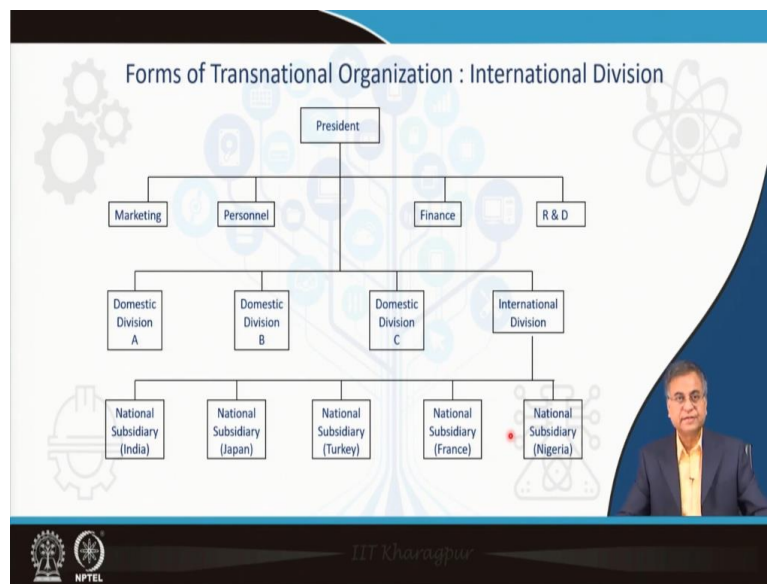 Forms of Transnational Organization : International Division
President
Marketing
Personnel
Finance
R & D
Domestic
Division
A
Domestic
Division
B
Domestic
Division
C
International
Division
National
Subsidiary
(India)
National
Subsidiary
(Japan)
National
Subsidiary
(Turkey)
National
Subsidiary
(France)
National
Subsidiary
(Nigeria)
IIT Kharagpur
NPTEL